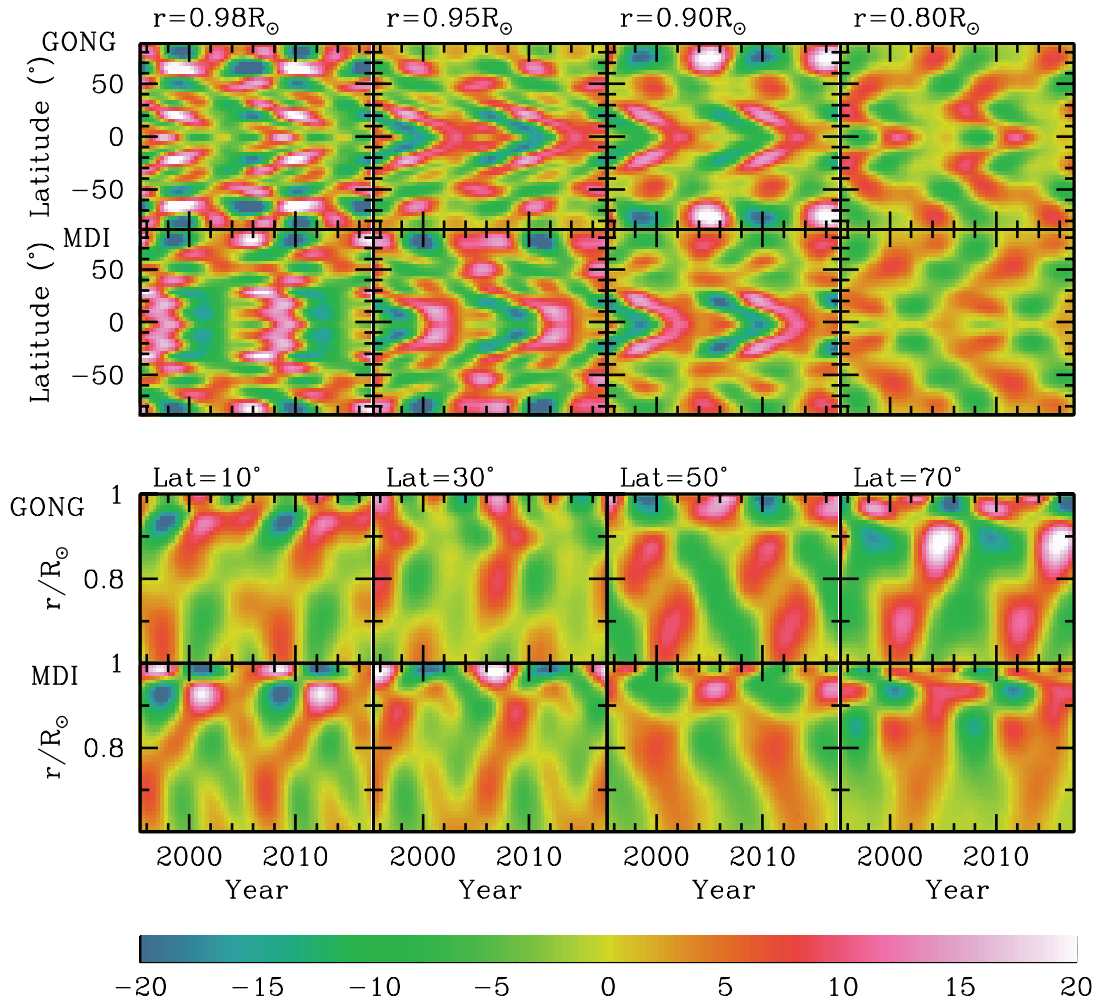 r=0.98R⊙ r=0.95R⊙ r=0.90R⊙ r=0.80R⊙
GONG
Latitude (°)
50
0
−50
MDI
Latitude (°)
50
0
−50
Lat=10° Lat=30° Lat=50° Lat=70°
1
GONG
r/R⊙
0.8
1
MDI
r/R⊙
0.8
2000 2010 2000 2010 2000 2010 2000 2010
Year Year Year Year
−20 −15 −10 −5 0 5 10 15 20